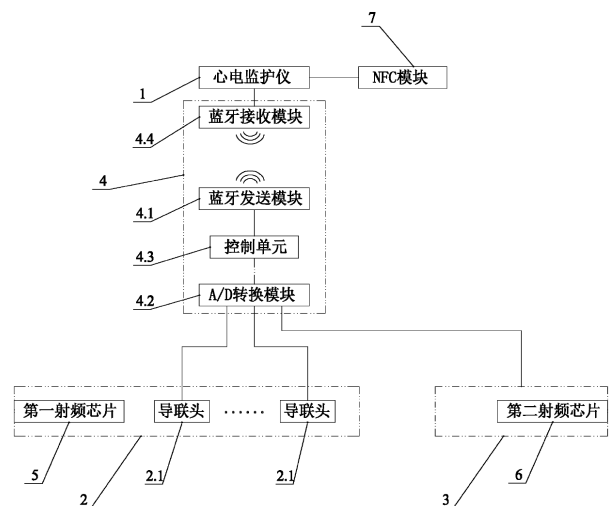 7
心电监护仪
NFC模块
1
蓝牙接收模块
4.4
4
蓝牙发送模块
4.1
控制单元
4.3
A/D转换模块
4.2
第一射频芯片
导联头
······
导联头
第二射频芯片
5
2
2.1
2.1
3
6